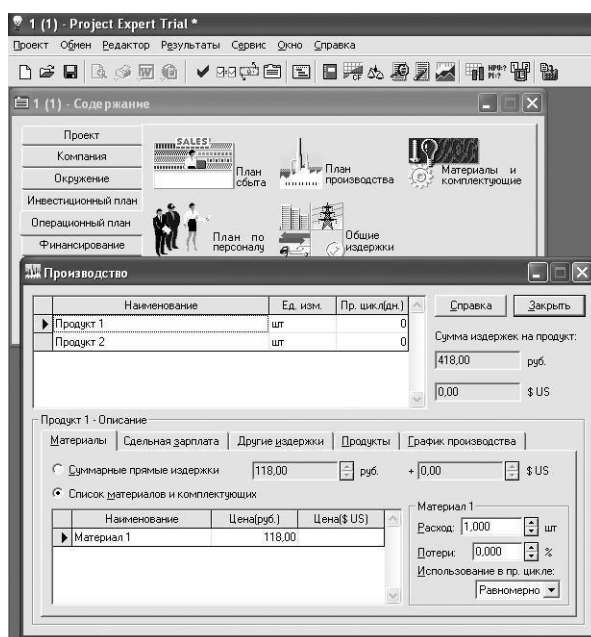 1 (1) - Project Expert Trial *
Проект Обмен Редактор Результаты Сервис Окно Справка
NPV:?
PI:?
1 (1) - Содержание
Проект
Компания
Окружение
Инвестиционный план
Операционный план
Финансирование
SALES!
План сбыта
План производства
Материалы и комплектующие
План по персоналу
Общие издержки
Производство
Наименование Ед. изм. Пр. цикл(дн.)
Продукт 1 шт 0
Продукт 2 шт 0
Справка Закрыть
Сумма издержек на продукт:
418,00 руб.
0,00 $ US
Продукт 1 - Описание
Материалы Сдельная зарплата Другие издержки Продукты График производства
Суммарные прямые издержки 118,00 руб. + 0,00 $ US
Список материалов и комплектующих
Наименование Цена(руб.) Цена($ US)
Материал 1 118,00
Материал 1
Расход: 1,000 шт
Потери: 0,000 %
Использование в пр. цикле:
Равномерно